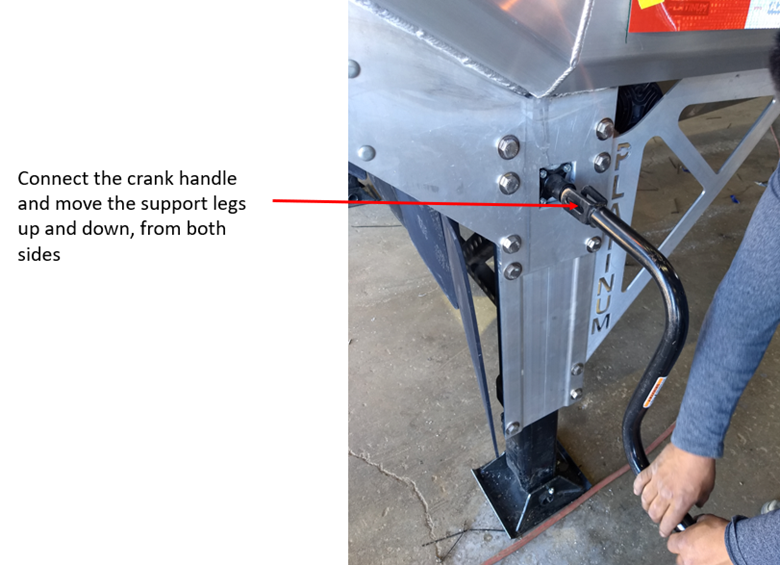 Connect the crank handle
and move the support legs
up and down, from both
sides
PLATINUM